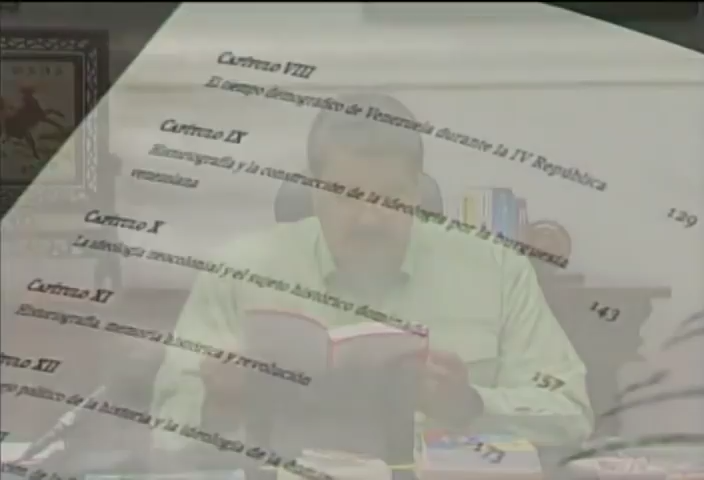 Capítulo VIII
El tiempo demográfico de Venezuela durante la IV República
129
Capítulo IX
Historiografía y la construcción de la ideología por la burguesía
venezolana
143
Capítulo X
La ideología neocolonial y el sujeto histórico
157
Capítulo XI
Historiografía, memoria histórica y revolución
173
XII
político de la historia y la ideología de la